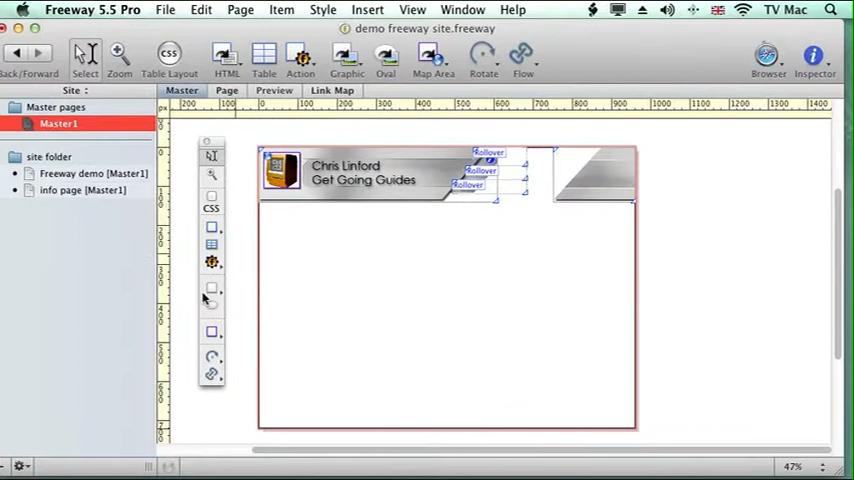 Freeway 5.5 Pro File Edit Page Item Style Insert View Window Help TV Mac
demo freeway site.freeway
Back/Forward Select Zoom Table Layout HTML Table Action Graphic Oval Map Area Rotate Flow Browser Inspector
CSS
Site : Master Page Preview Link Map
px 200 100 0 100 200 300 400 500 600 700 800 900 1000 1100 1200 1300 1400
Master pages
Master1
site folder
Freeway demo [Master1]
info page [Master1]
CSS
Rollover
Chris Linford
Rollover
Get Going Guides
Rollover
47%